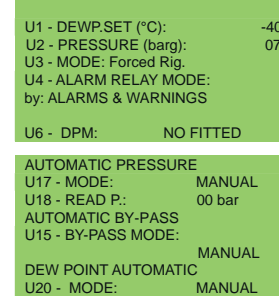 U1 - DEWP.SET (°C): -40
U2 - PRESSURE (barg): 07
U3 - MODE: Forced Rig.
U4 - ALARM RELAY MODE:
by: ALARMS & WARNINGS
U6 - DPM: NO FITTED
AUTOMATIC PRESSURE
U17 - MODE: MANUAL
U18 - READ P.: 00 bar
AUTOMATIC BY-PASS
U15 - BY-PASS MODE:
MANUAL
DEW POINT AUTOMATIC
U20 - MODE: MANUAL